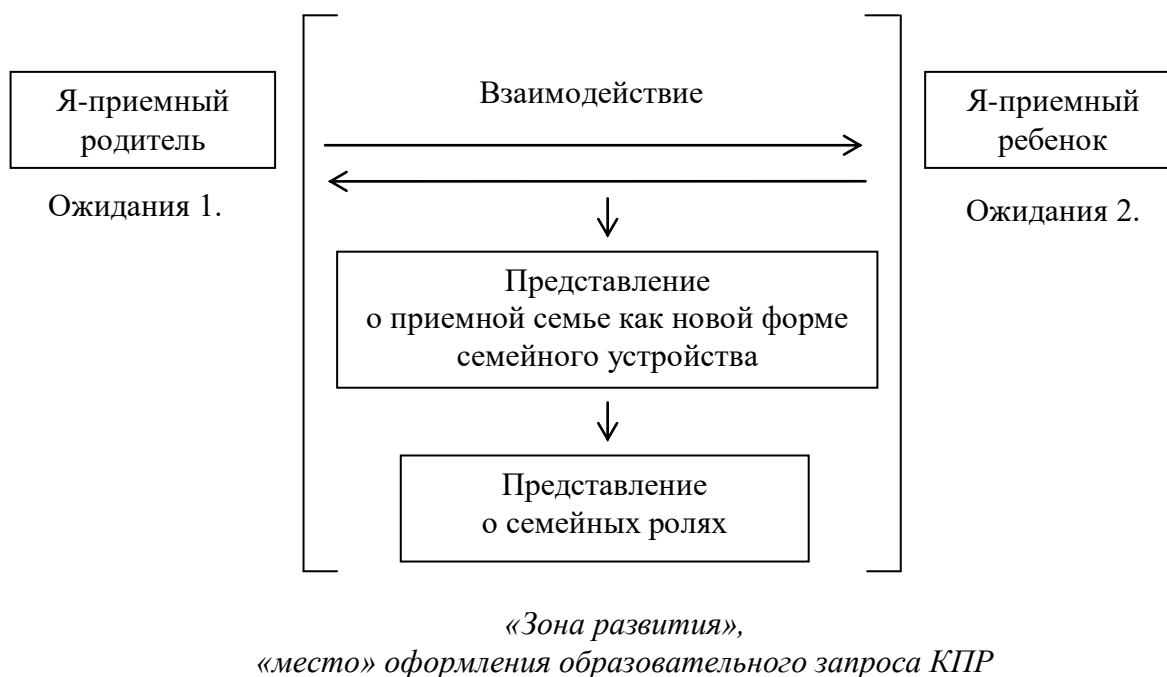 Я-приемный
родитель
Ожидания 1.
Взаимодействие
Я-приемный
ребенок
Ожидания 2.
Представление
о приемной семье как новой форме
семейного устройства
Представление
о семейных ролях
«Зона развития»,
«место» оформления образовательного запроса КПР